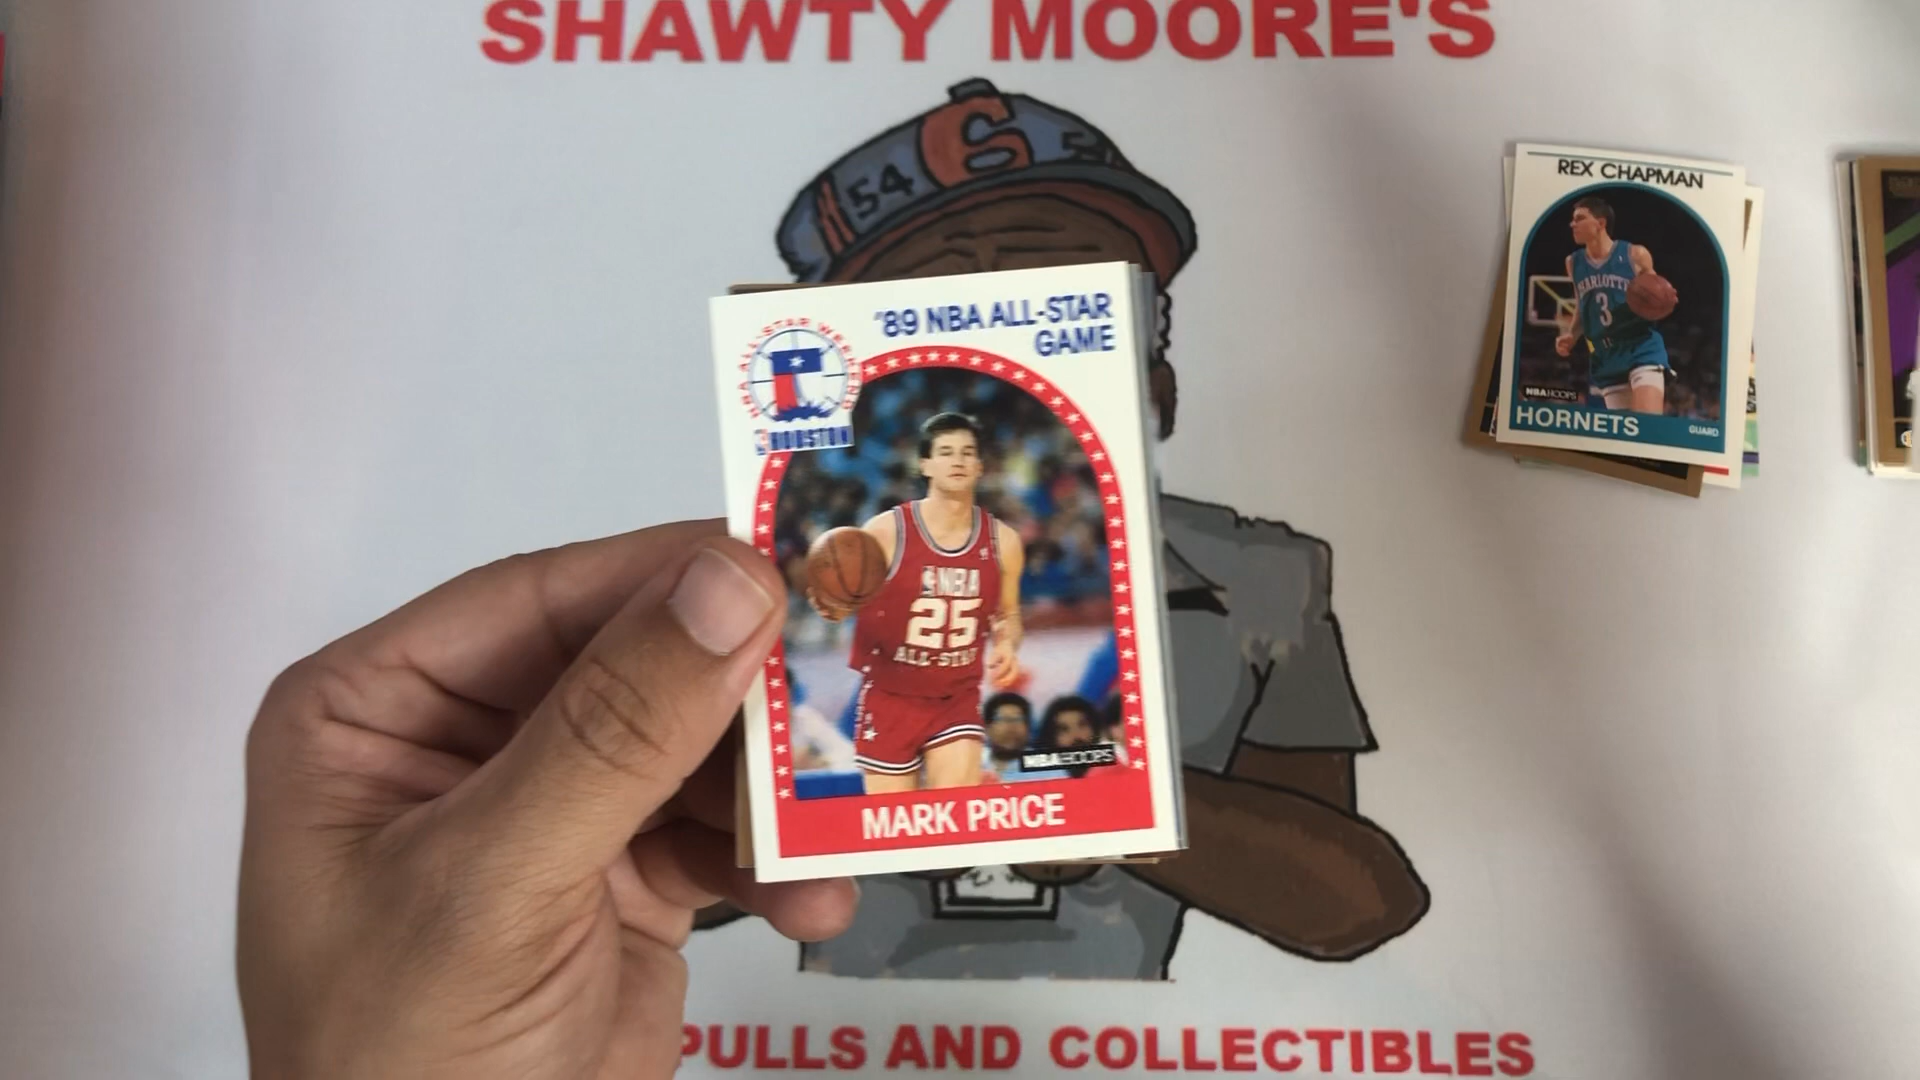 SHAWTY MOORE'S
54
6
'89 NBA ALL-STAR
GAME
NBA ALL-STAR WEEKEND
HOUSTON
NBA
25
ALL-STAR
NBA HOOPS
MARK PRICE
REX CHAPMAN
CHARLOTTE
3
NBA HOOPS
HORNETS
GUARD
PULLS AND COLLECTIBLES